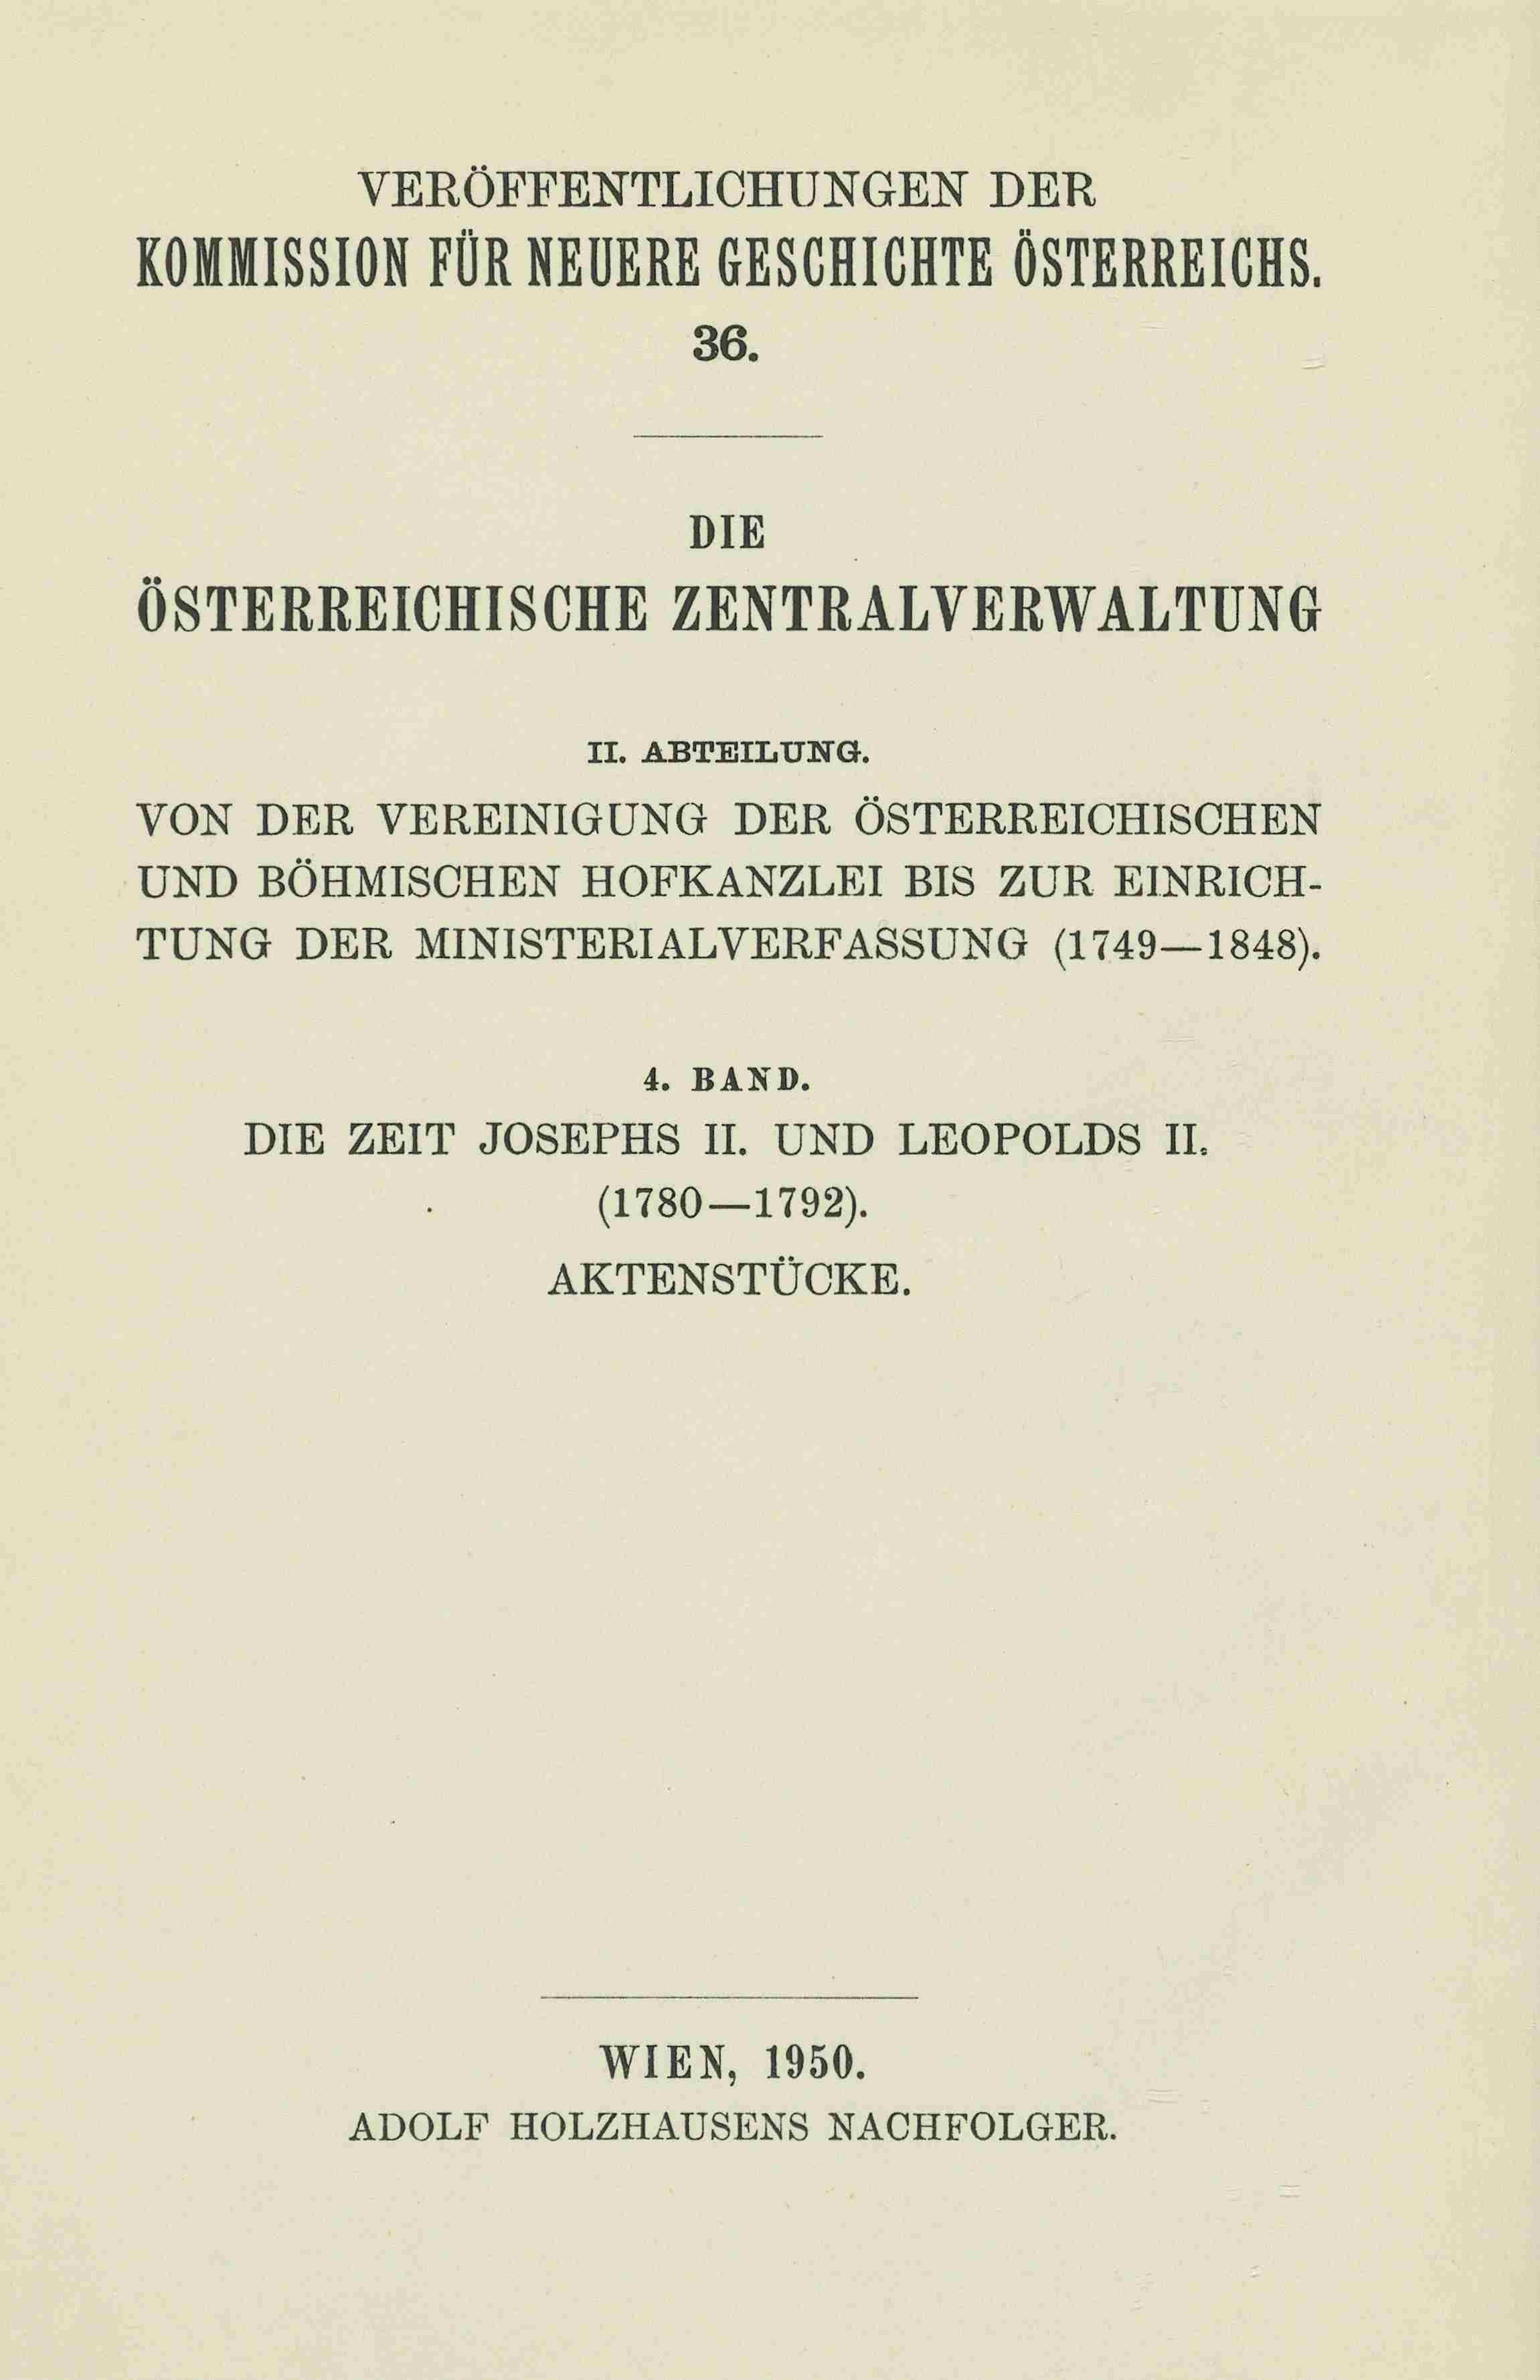 VERÖFFENTLICHUNGEN DER
KOMMISSION FÜR NEUERE GESCHICHTE ÖSTERREICHS.
36.
DIE
ÖSTERREICHISCHE ZENTRALVERWALTUNG
II. ABTEILUNG.
VON DER VEREINIGUNG DER ÖSTERREICHISCHEN
UND BÖHMISCHEN HOFKANZLEI BIS ZUR EINRICH-
TUNG DER MINISTERIALVERFASSUNG (1749—1848).
4. BAND.
DIE ZEIT JOSEPHS II. UND LEOPOLDS II.
(1780—1792).
AKTENSTÜCKE.
WIEN, 1950.
ADOLF HOLZHAUSENS NACHFOLGER.